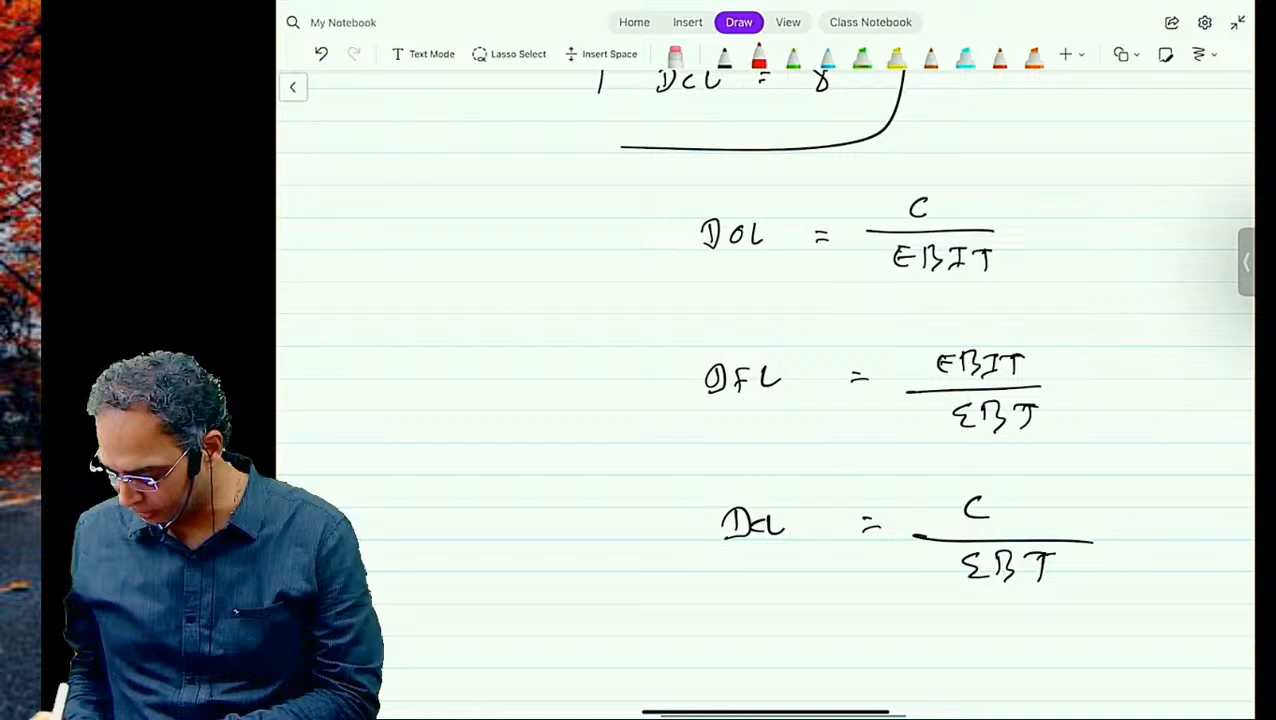 My Notebook
Home Insert Draw View Class Notebook
Text Mode Lasso Select Insert Space
DCL = 8
DOL = C / EBIT
DFL = EBIT / EBT
DCL = C / EBT